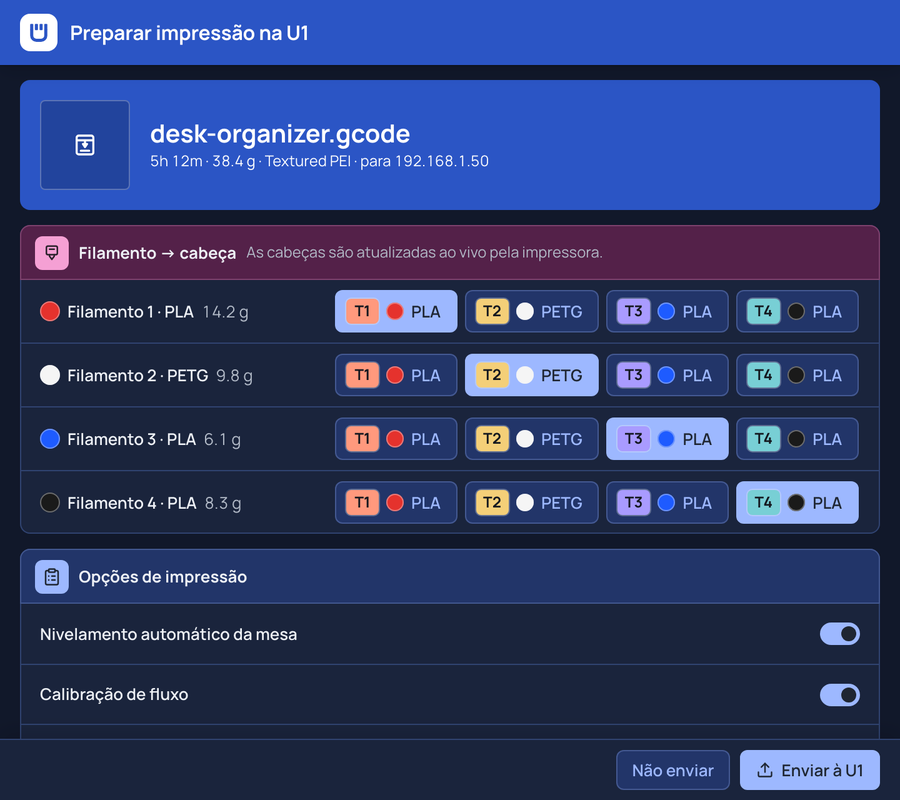 Preparar impressão na U1
desk-organizer.gcode
5h 12m · 38.4 g · Textured PEI · para 192.168.1.50
Filamento → cabeça As cabeças são atualizadas ao vivo pela impressora.
Filamento 1 · PLA 14.2 g T1 PLA T2 PETG T3 PLA T4 PLA
Filamento 2 · PETG 9.8 g T1 PLA T2 PETG T3 PLA T4 PLA
Filamento 3 · PLA 6.1 g T1 PLA T2 PETG T3 PLA T4 PLA
Filamento 4 · PLA 8.3 g T1 PLA T2 PETG T3 PLA T4 PLA
Opções de impressão
Nivelamento automático da mesa
Calibração de fluxo
Não enviar Enviar à U1